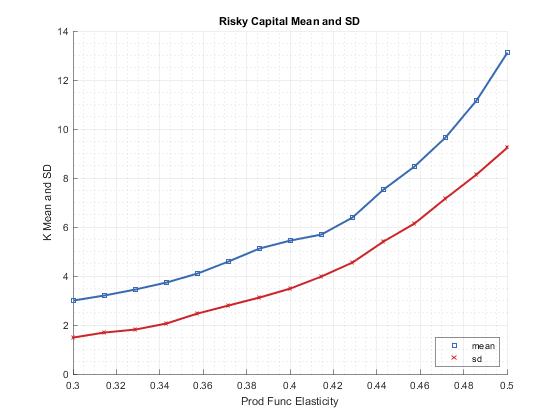 Risky Capital Mean and SD
K Mean and SD
14
12
10
8
6
4
2
0
0.3 0.32 0.34 0.36 0.38 0.4 0.42 0.44 0.46 0.48 0.5
Prod Func Elasticity
mean
sd